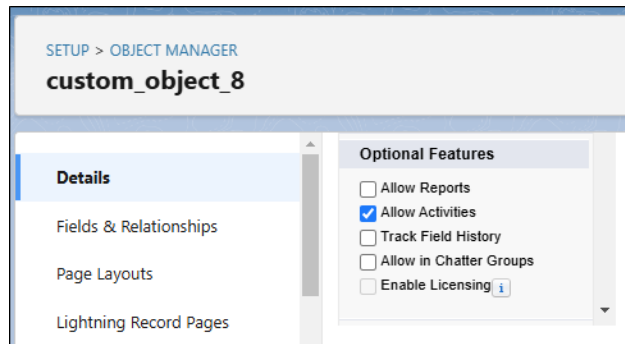 SETUP > OBJECT MANAGER
custom_object_8
Details
Fields & Relationships
Page Layouts
Lightning Record Pages
Optional Features
Allow Reports
Allow Activities
Track Field History
Allow in Chatter Groups
Enable Licensing i